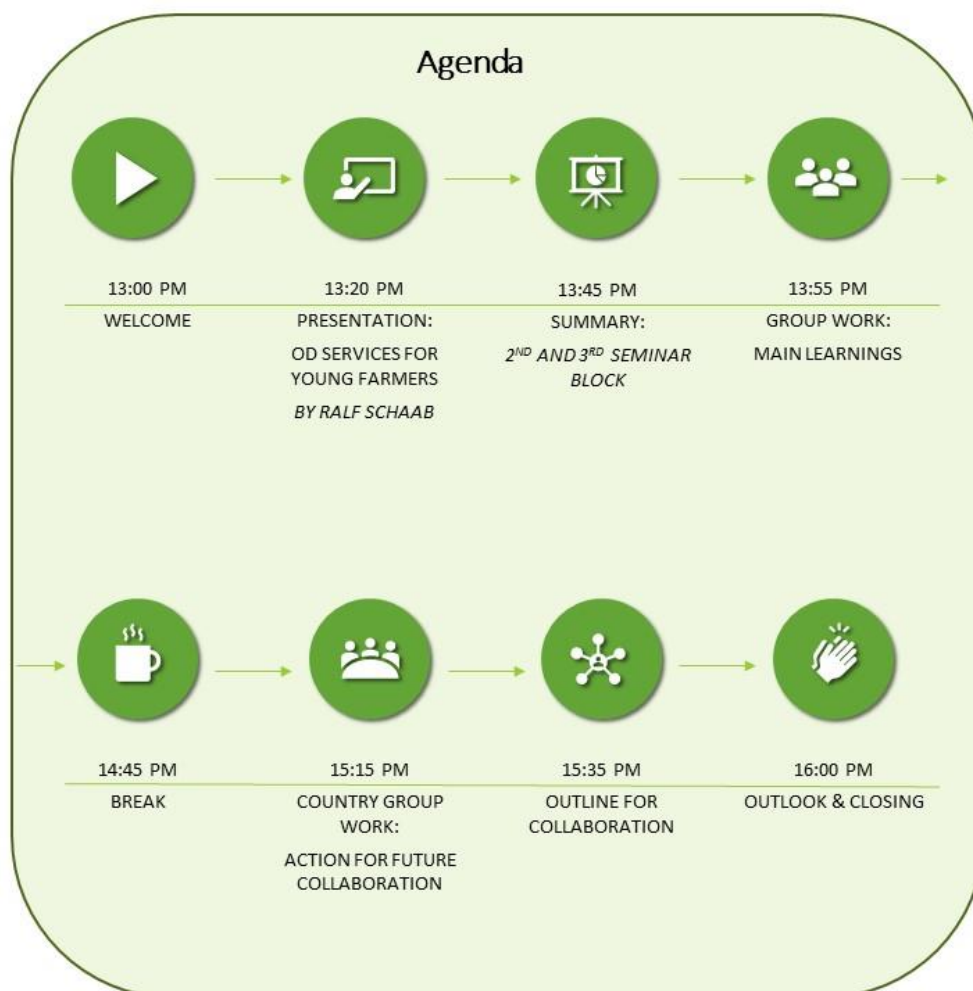 Agenda
13:00 PM
WELCOME
13:20 PM
PRESENTATION:
OD SERVICES FOR
YOUNG FARMERS
BY RALF SCHAAB
13:45 PM
SUMMARY:
2ND AND 3RD SEMINAR
BLOCK
13:55 PM
GROUP WORK:
MAIN LEARNINGS
14:45 PM
BREAK
15:15 PM
COUNTRY GROUP
WORK:
ACTION FOR FUTURE
COLLABORATION
15:35 PM
OUTLINE FOR
COLLABORATION
16:00 PM
OUTLOOK & CLOSING